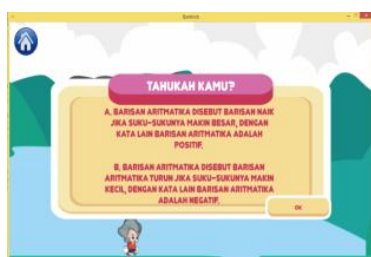 TAHUKAH KAMU?
A. BARISAN ARITMATIKA DISEBUT BARISAN NAIK
JIKA SUKU-SUKUNYA MAKIN BESAR, DENGAN
KATA LAIN BARISAN ARITMATIKA ADALAH
POSITIF.
B. BARISAN ARITMATIKA DISEBUT BARISAN
ARITMATIKA TURUN JIKA SUKU-SUKUNYA MAKIN
KECIL, DENGAN KATA LAIN BARISAN ARITMATIKA
ADALAH NEGATIF.
OK